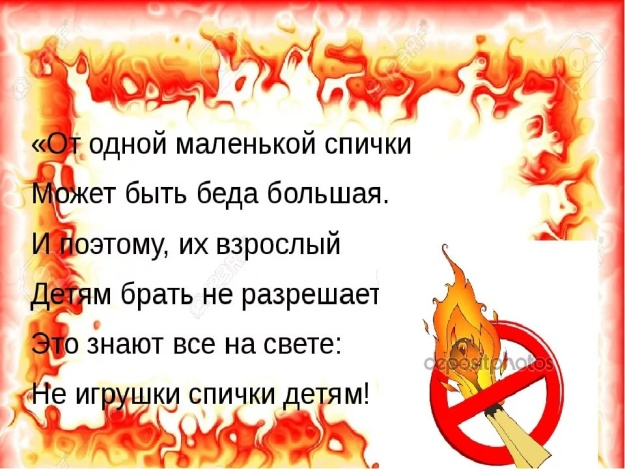 «От одной маленькой спички
Может быть беда большая.
И поэтому, их взрослый
Детям брать не разрешает
Это знают все на свете:
Не игрушки спички детям!
depositphotos